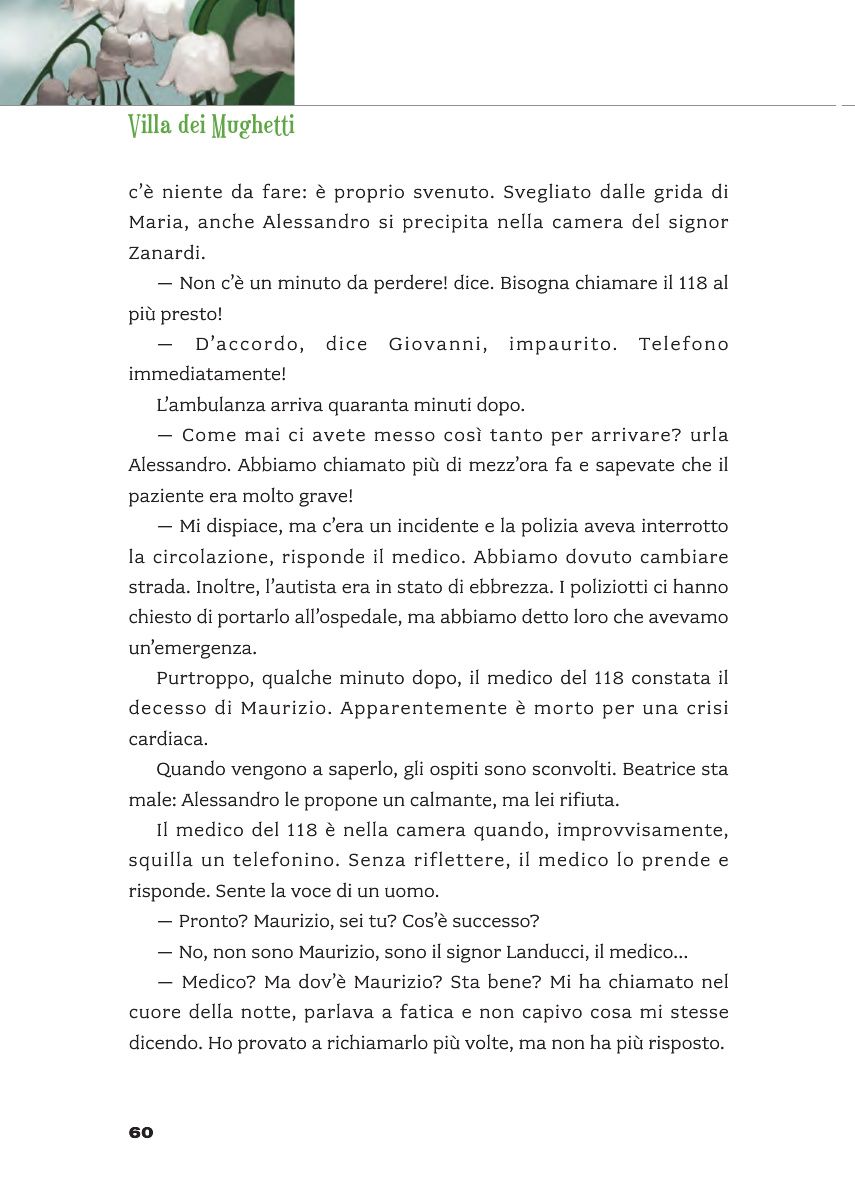 Villa dei Mughetti
c’è niente da fare: è proprio svenuto. Svegliato dalle grida di
Maria, anche Alessandro si precipita nella camera del signor
Zanardi.
— Non c’è un minuto da perdere! dice. Bisogna chiamare il 118 al
più presto!
— D’accordo, dice Giovanni, impaurito. Telefono
immediatamente!
L’ambulanza arriva quaranta minuti dopo.
— Come mai ci avete messo così tanto per arrivare? urla
Alessandro. Abbiamo chiamato più di mezz’ora fa e sapevate che il
paziente era molto grave!
— Mi dispiace, ma c’era un incidente e la polizia aveva interrotto
la circolazione, risponde il medico. Abbiamo dovuto cambiare
strada. Inoltre, l’autista era in stato di ebbrezza. I poliziotti ci hanno
chiesto di portarlo all’ospedale, ma abbiamo detto loro che avevamo
un’emergenza.
Purtroppo, qualche minuto dopo, il medico del 118 constata il
decesso di Maurizio. Apparentemente è morto per una crisi
cardiaca.
Quando vengono a saperlo, gli ospiti sono sconvolti. Beatrice sta
male: Alessandro le propone un calmante, ma lei rifiuta.
Il medico del 118 è nella camera quando, improvvisamente,
squilla un telefonino. Senza riflettere, il medico lo prende e
risponde. Sente la voce di un uomo.
— Pronto? Maurizio, sei tu? Cos’è successo?
— No, non sono Maurizio, sono il signor Landucci, il medico...
— Medico? Ma dov’è Maurizio? Sta bene? Mi ha chiamato nel
cuore della notte, parlava a fatica e non capivo cosa mi stesse
dicendo. Ho provato a richiamarlo più volte, ma non ha più risposto.
60